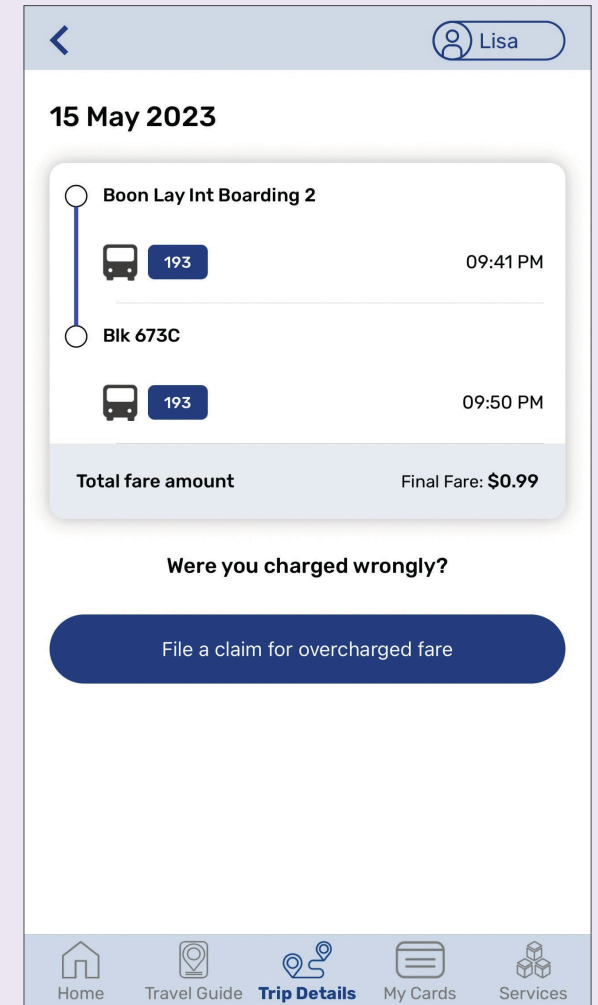 Lisa
15 May 2023
Boon Lay Int Boarding 2
193 09:41 PM
Blk 673C
193 09:50 PM
Total fare amount Final Fare: $0.99
Were you charged wrongly?
File a claim for overcharged fare
Home Travel Guide Trip Details My Cards Services